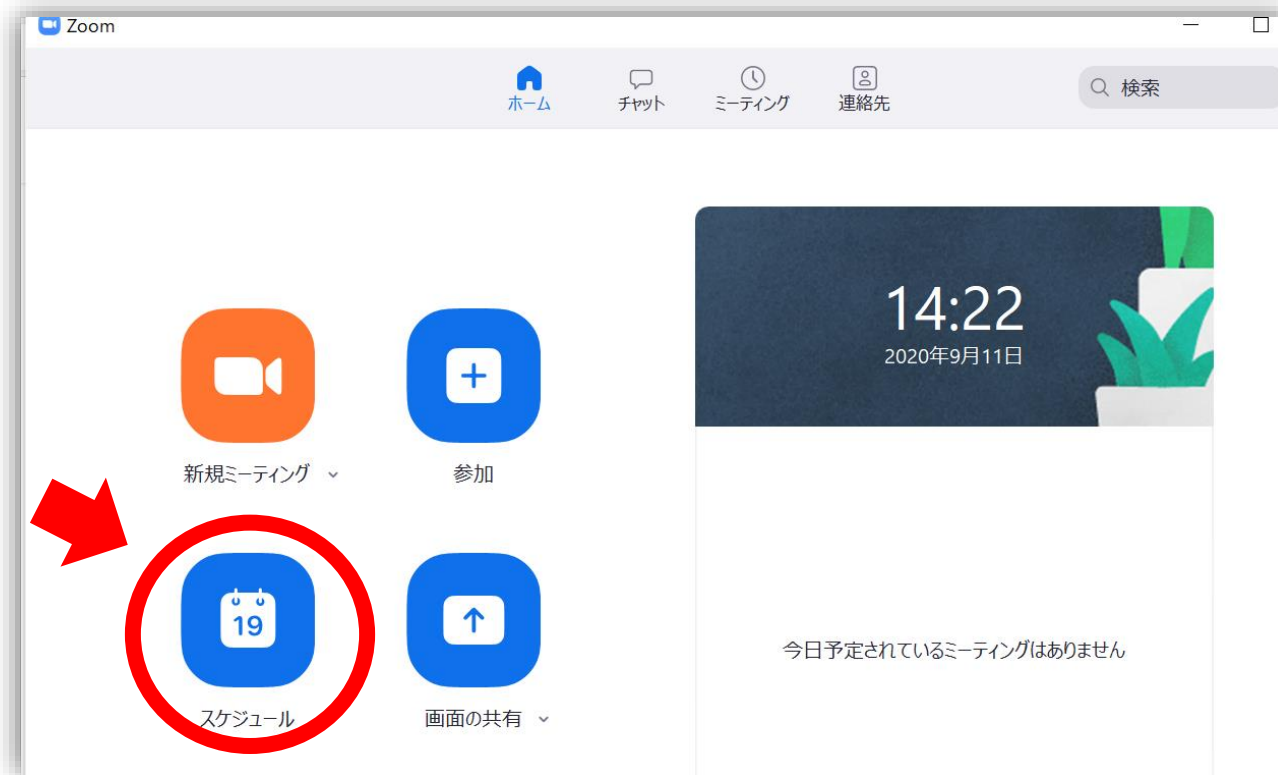 Zoom
ホーム
チャット
ミーティング
連絡先
検索
14:22
2020年9月11日
新規ミーティング
参加
19
スケジュール
画面の共有
今日予定されているミーティングはありません